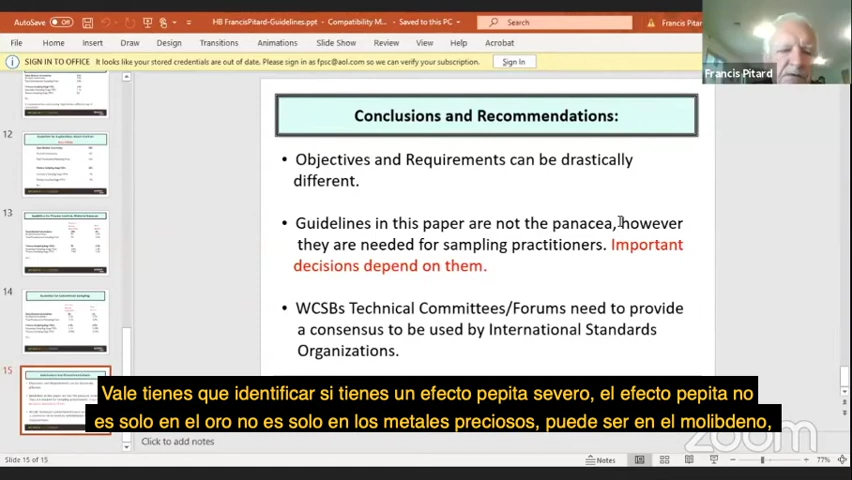 AutoSave
Off
HB FrancisPitard-Guidelines.ppt - Compatibility M... - Saved to this PC
Search
Francis Pitard
File Home Insert Draw Design Transitions Animations Slide Show Review View Help Acrobat
SIGN IN TO OFFICE It looks like your stored credentials are out of date. Please sign in as fpsc@aol.com so we can verify your subscription. Sign In
Francis Pitard
12
13
14
15
Conclusions and Recommendations:
• Objectives and Requirements can be drastically
different.
• Guidelines in this paper are not the panacea, however
they are needed for sampling practitioners. Important
decisions depend on them.
• WCSBs Technical Committees/Forums need to provide
a consensus to be used by International Standards
Organizations.
Vale tienes que identificar si tienes un efecto pepita severo, el efecto pepita no
es solo en el oro no es solo en los metales preciosos, puede ser en el molibdeno,
Click to add notes
zoom
Slide 15 of 15
Notes
77%